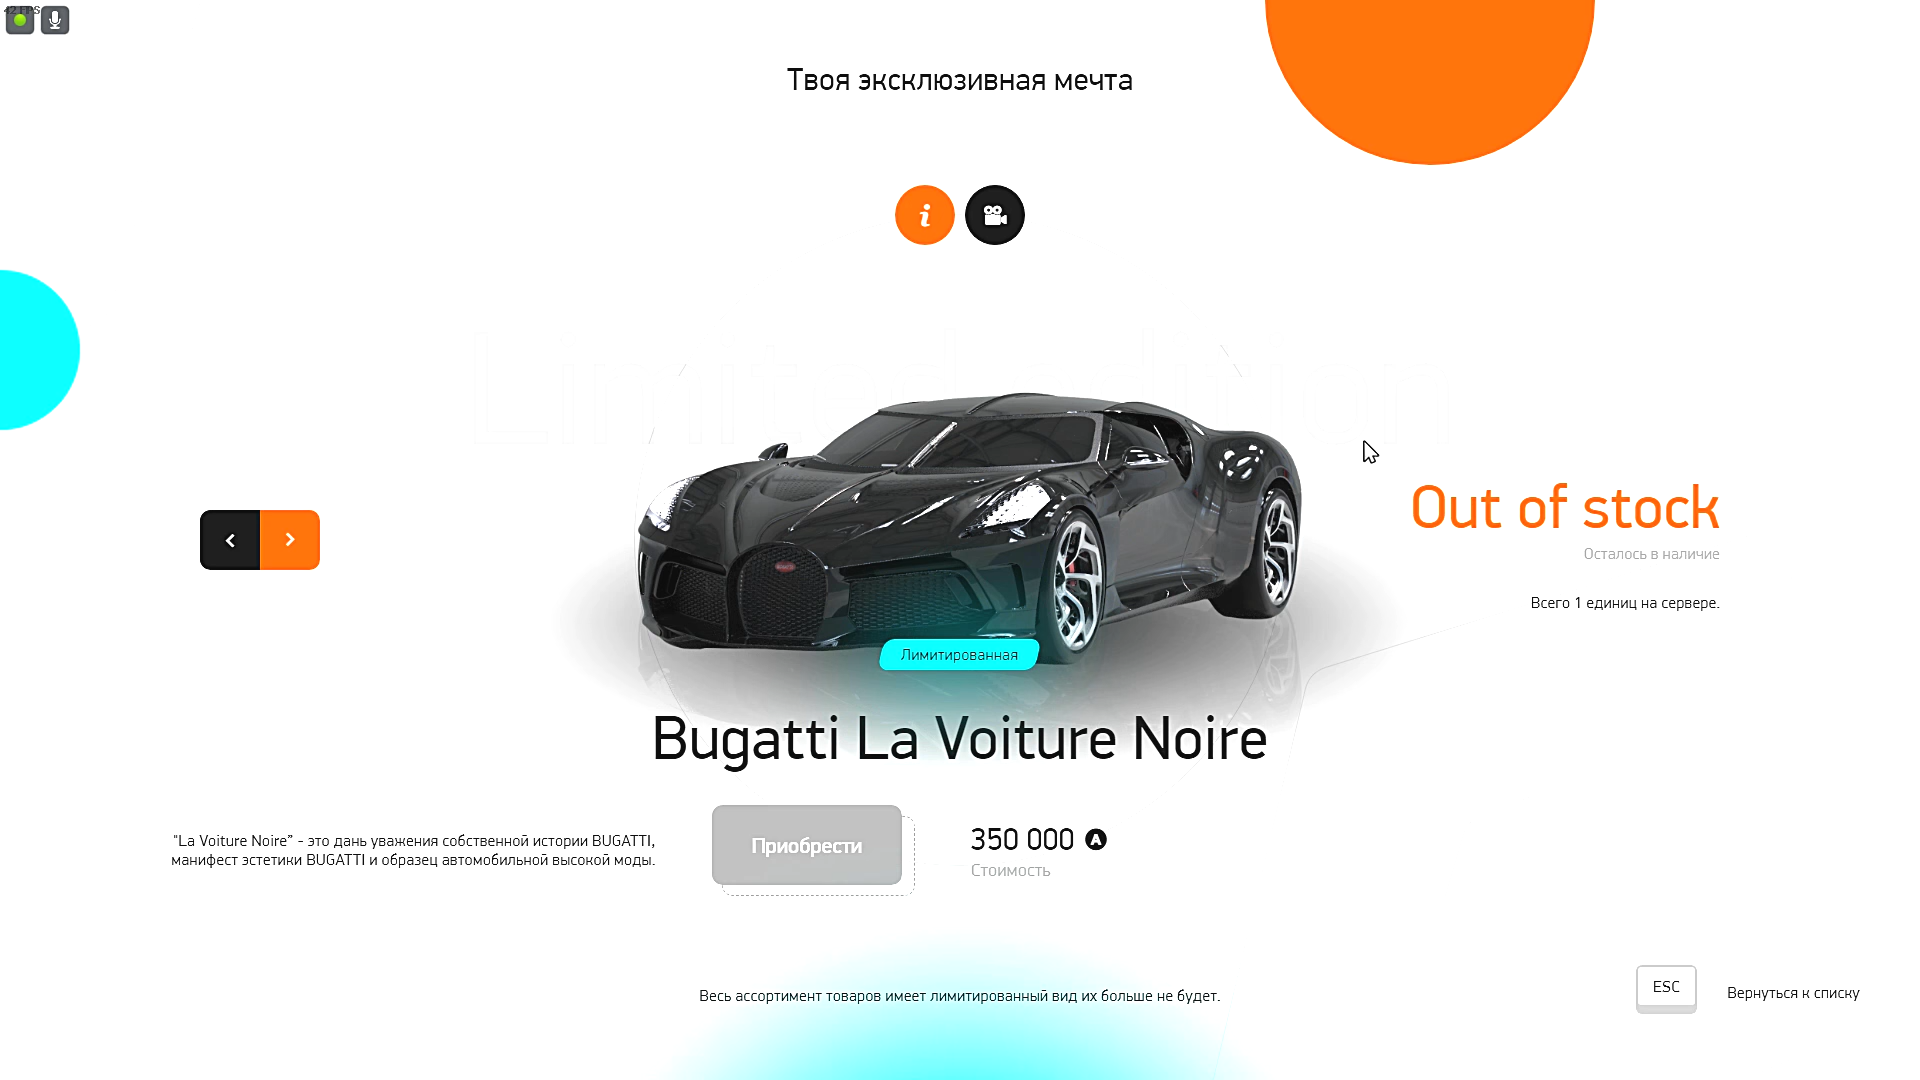 Твоя эксклюзивная мечта
Limited edition
Out of stock
Осталось в наличие
Всего 1 единиц на сервере.
Лимитированная
Bugatti La Voiture Noire
"La Voiture Noire" - это дань уважения собственной истории BUGATTI,
манифест эстетики BUGATTI и образец автомобильной высокой моды.
Приобрести
350 000 A
Стоимость
Весь ассортимент товаров имеет лимитированный вид их больше не будет.
ESC
Вернуться к списку